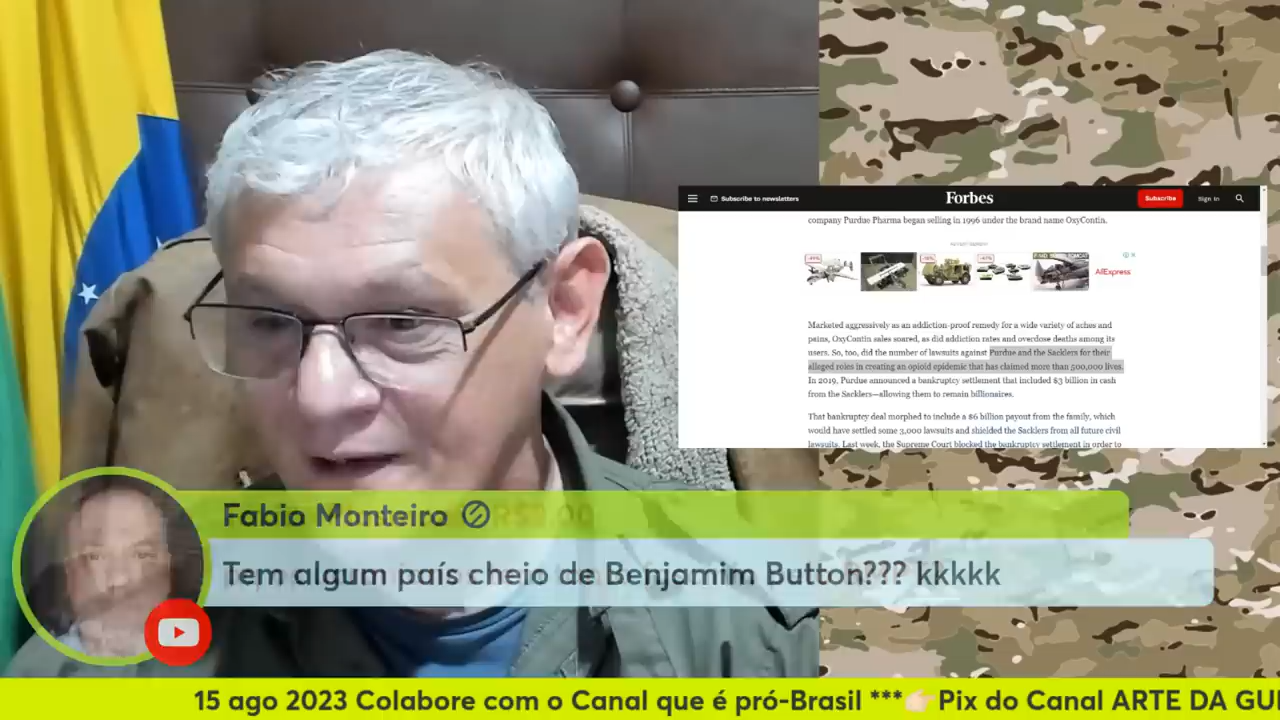 Subscribe to newsletters
Forbes
Subscribe
Sign In
company Purdue Pharma began selling in 1996 under the brand name OxyContin.
AliExpress
Marketed aggressively as an addiction-proof remedy for a wide variety of aches and
pains, OxyContin sales soared, as did addiction rates and overdose deaths among its
users. So, too, did the number of lawsuits against Purdue and the Sacklers for their
alleged roles in creating an opioid epidemic that has claimed more than 500,000 lives.
In 2019, Purdue announced a bankruptcy settlement that included $3 billion in cash
from the Sacklers—allowing them to remain billionaires.
That bankruptcy deal morphed to include a $6 billion payout from the family, which
would have settled some 3,000 lawsuits and shielded the Sacklers from all future civil
lawsuits. Last week, the Supreme Court blocked the bankruptcy settlement in order to
Fabio Monteiro
Tem algum país cheio de Benjamim Button??? kkkkk
15 ago 2023 Colabore com o Canal que é pró-Brasil ***👉🏻Pix do Canal ARTE DA GU